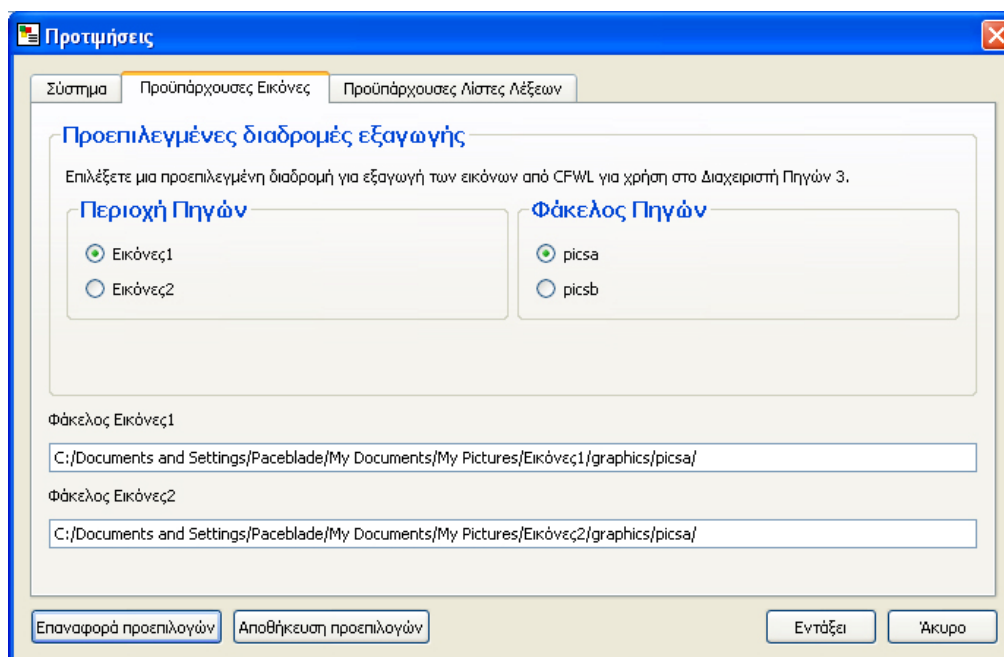 Προτιμήσεις
Σύστημα Προϋπάρχουσες Εικόνες Προϋπάρχουσες Λίστες Λέξεων
Προεπιλεγμένες διαδρομές εξαγωγής
Επιλέξετε μια προεπιλεγμένη διαδρομή για εξαγωγή των εικόνων από CFWL για χρήση στο Διαχειριστή Πηγών 3.
Περιοχή Πηγών Φάκελος Πηγών
Εικόνες1 picsa
Εικόνες2 picsb
Φάκελος Εικόνες1
C:/Documents and Settings/Paceblade/My Documents/My Pictures/Εικόνες1/graphics/picsa/
Φάκελος Εικόνες2
C:/Documents and Settings/Paceblade/My Documents/My Pictures/Εικόνες2/graphics/picsa/
Επαναφορά προεπιλογών Αποθήκευση προεπιλογών Εντάξει Άκυρο